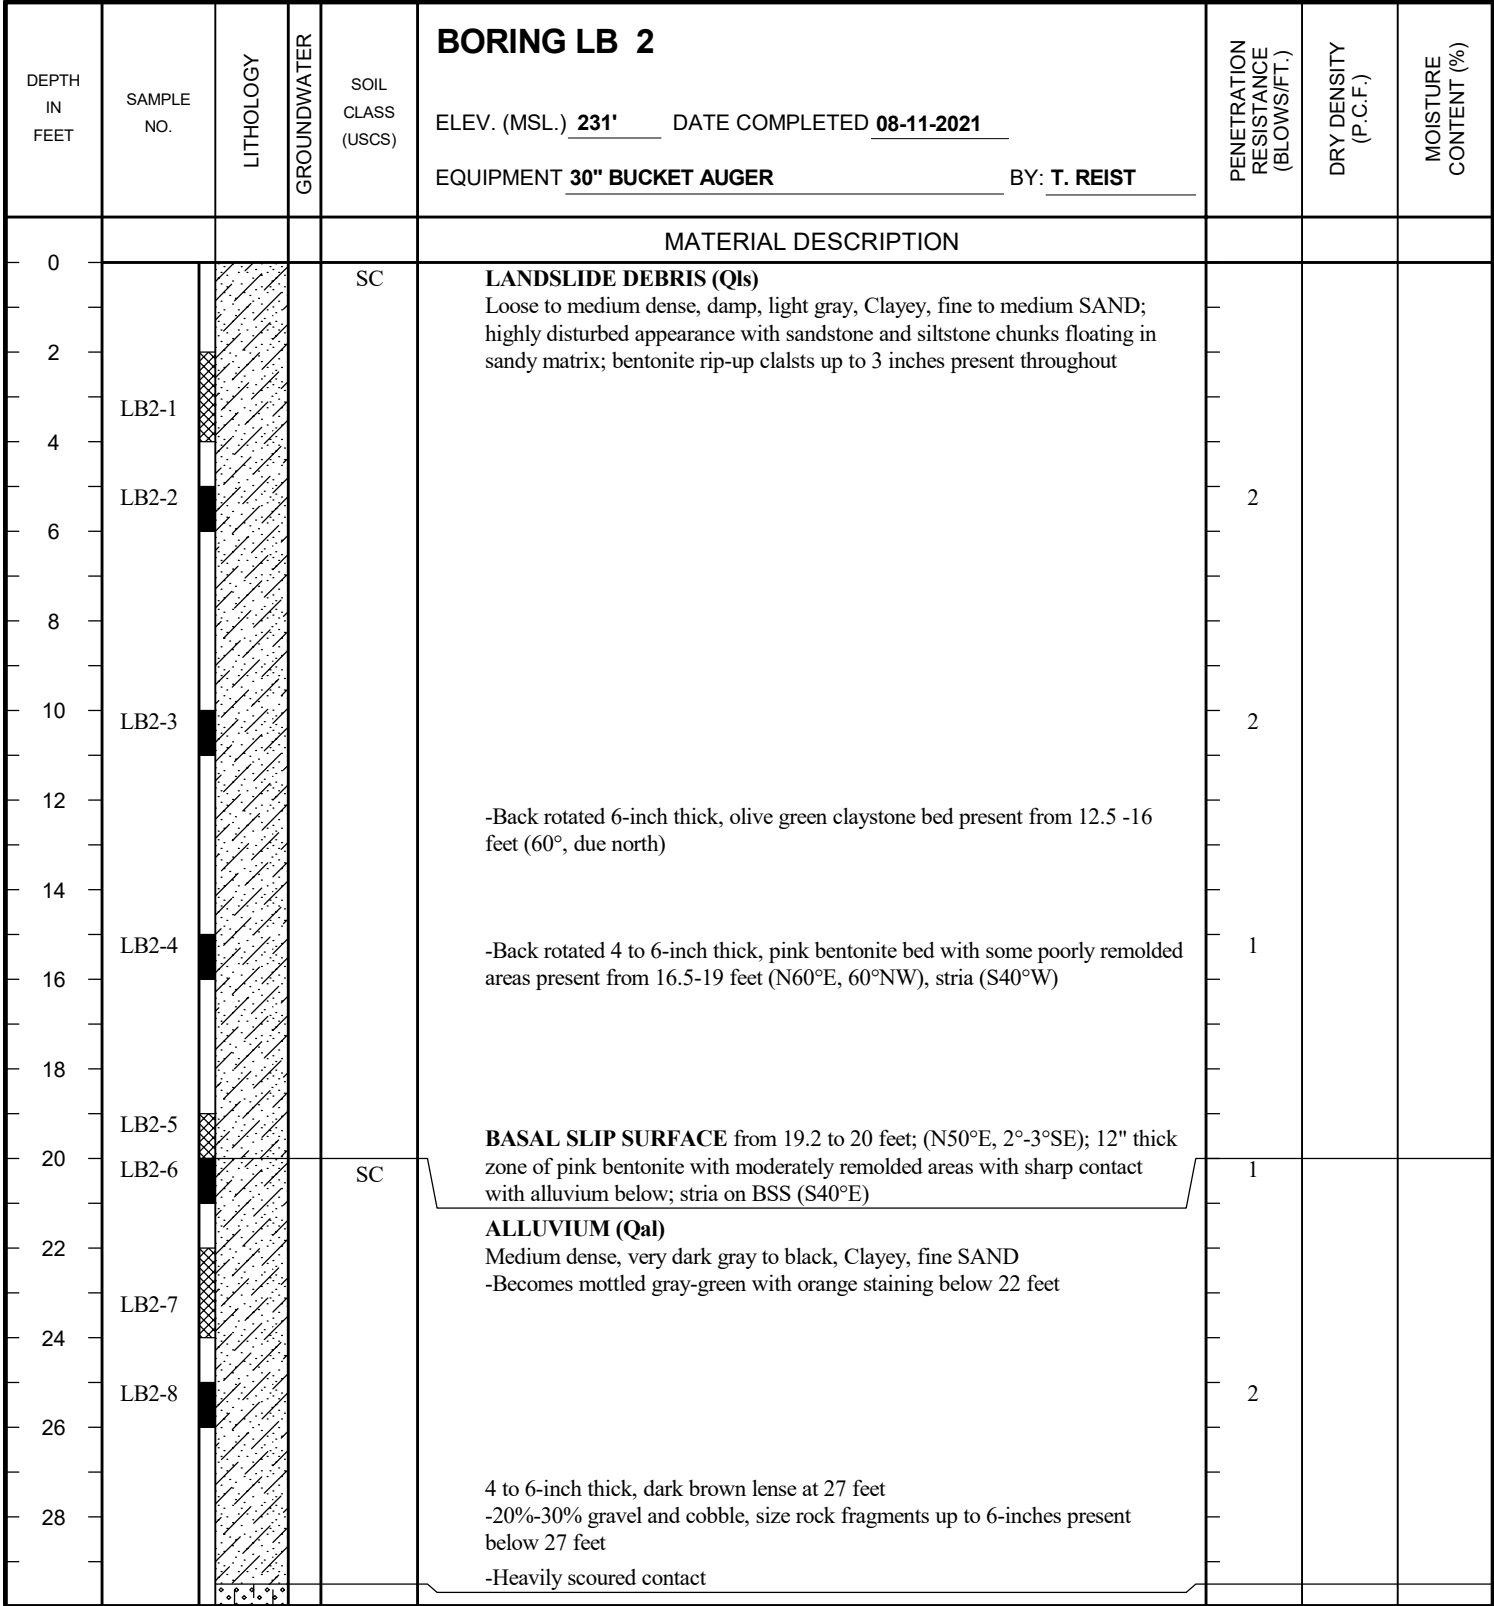 DEPTH
IN
FEET
SAMPLE
NO.
LITHOLOGY
GROUNDWATER
SOIL
CLASS
(USCS)
BORING LB 2
ELEV. (MSL.) 231' DATE COMPLETED 08-11-2021
EQUIPMENT 30" BUCKET AUGER BY: T. REIST
PENETRATION
RESISTANCE
(BLOWS/FT.)
DRY DENSITY
(P.C.F.)
MOISTURE
CONTENT (%)
MATERIAL DESCRIPTION
0
SC
LANDSLIDE DEBRIS (Qls)
Loose to medium dense, damp, light gray, Clayey, fine to medium SAND;
highly disturbed appearance with sandstone and siltstone chunks floating in
sandy matrix; bentonite rip-up clalsts up to 3 inches present throughout
2
LB2-1
4
LB2-2
2
6
8
10
LB2-3
2
12
-Back rotated 6-inch thick, olive green claystone bed present from 12.5 -16
feet (60°, due north)
14
LB2-4
1
-Back rotated 4 to 6-inch thick, pink bentonite bed with some poorly remolded
areas present from 16.5-19 feet (N60°E, 60°NW), stria (S40°W)
16
18
LB2-5
BASAL SLIP SURFACE from 19.2 to 20 feet; (N50°E, 2°-3°SE); 12" thick
zone of pink bentonite with moderately remolded areas with sharp contact
with alluvium below; stria on BSS (S40°E)
20
LB2-6
SC
1
ALLUVIUM (Qal)
Medium dense, very dark gray to black, Clayey, fine SAND
-Becomes mottled gray-green with orange staining below 22 feet
22
LB2-7
24
LB2-8
2
26
4 to 6-inch thick, dark brown lense at 27 feet
-20%-30% gravel and cobble, size rock fragments up to 6-inches present
below 27 feet
28
-Heavily scoured contact